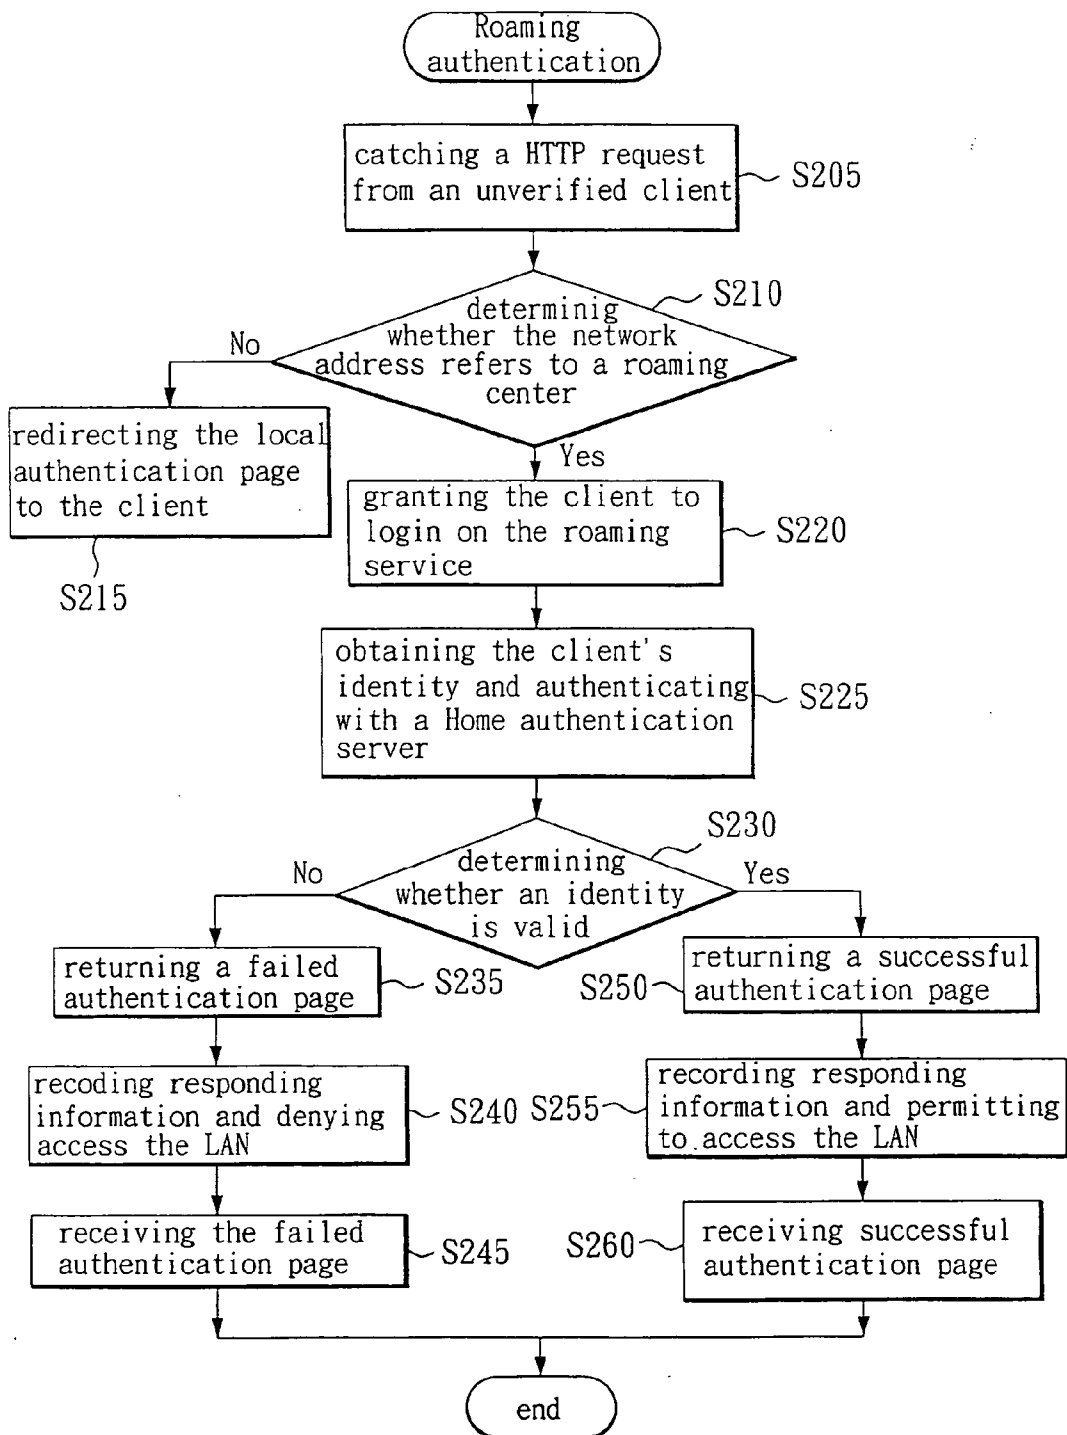 Roaming
authentication
catching a HTTP request
from an unverified client
S205
S210
determinig
whether the network
address refers to a roaming
center
No
Yes
redirecting the local
authentication page
to the client
S215
granting the client to
login on the roaming
service
S220
obtaining the client's
identity and authenticating
with a Home authentication
server
S225
S230
determining
whether an identity
is valid
No
Yes
returning a failed
authentication page
S235
S250
returning a successful
authentication page
recoding responding
information and denying
access the LAN
S240
S255
recording responding
information and permitting
to access the LAN
receiving the failed
authentication page
S245
S260
receiving successful
authentication page
end